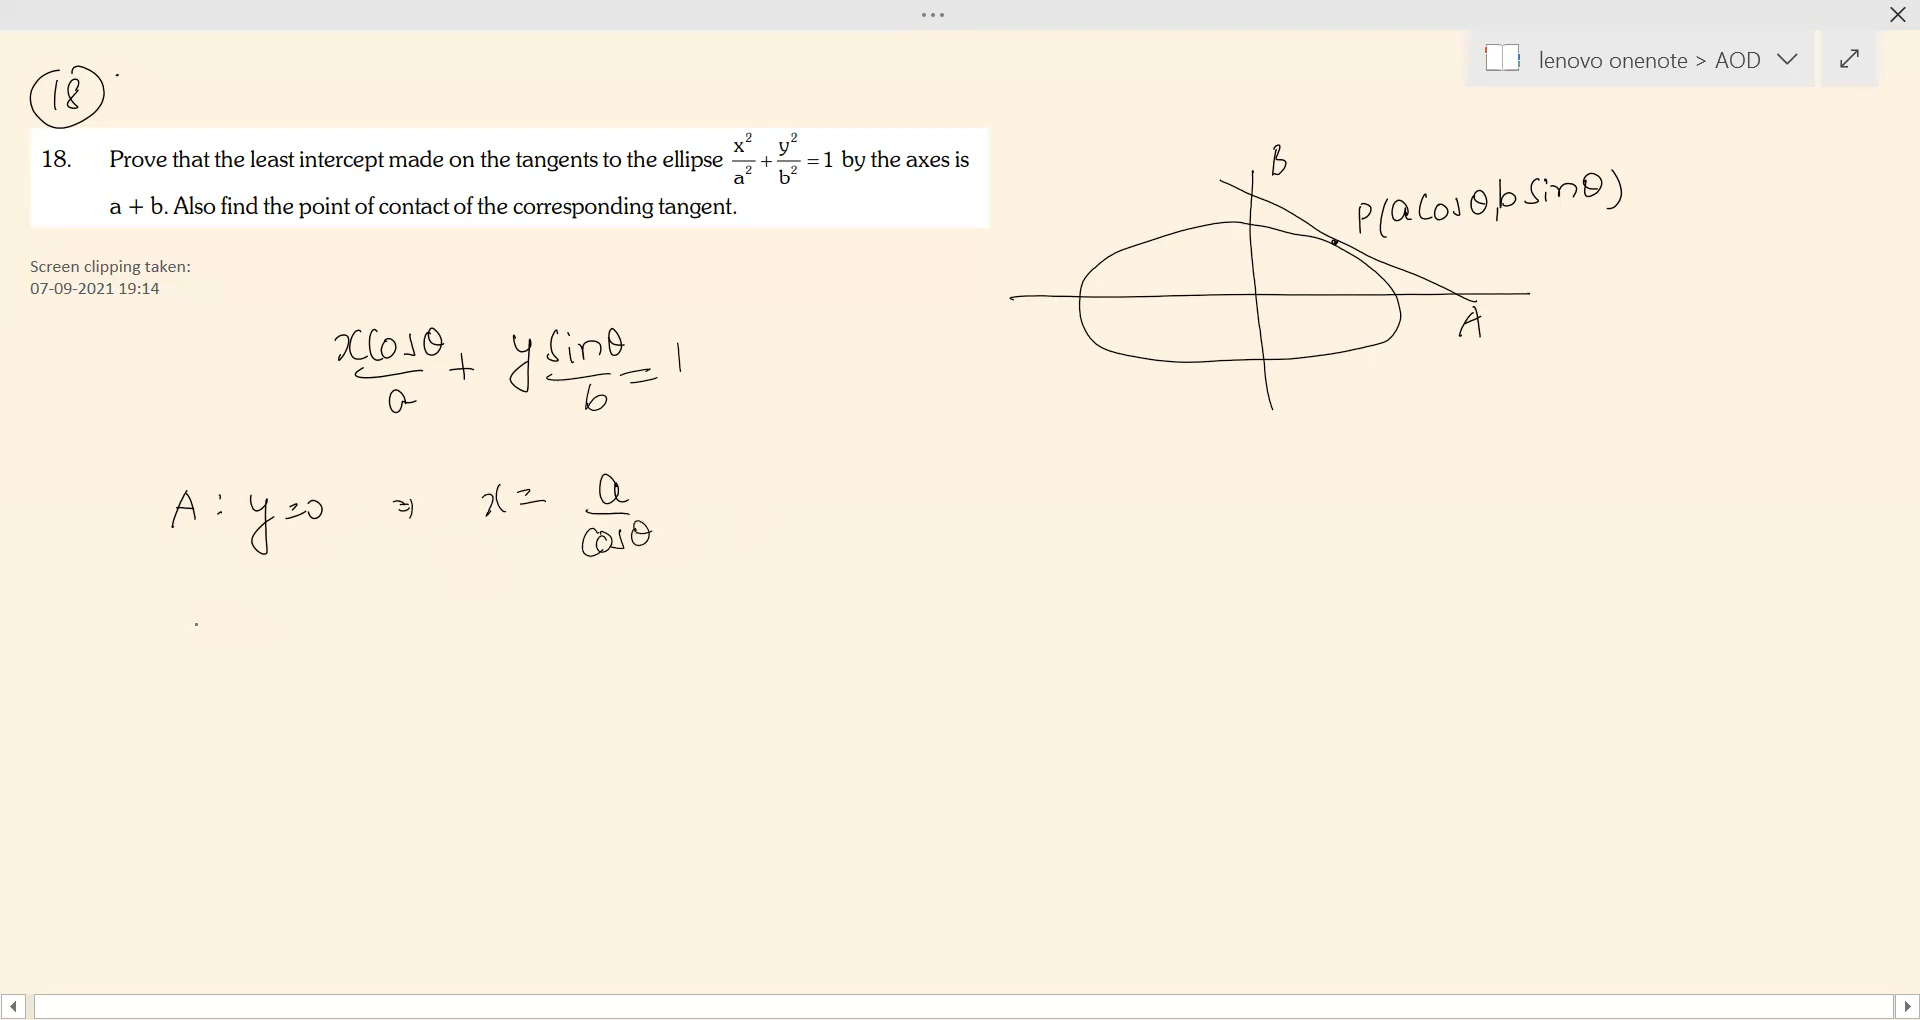 lenovo onenote > AOD
18
18. Prove that the least intercept made on the tangents to the ellipse x²/a² + y²/b² = 1 by the axes is
a + b. Also find the point of contact of the corresponding tangent.
Screen clipping taken:
07-09-2021 19:14
B
P(a cosθ, b sinθ)
A
x cosθ/a + y sinθ/b = 1
A : y = 0 ⇒ x = a/cosθ